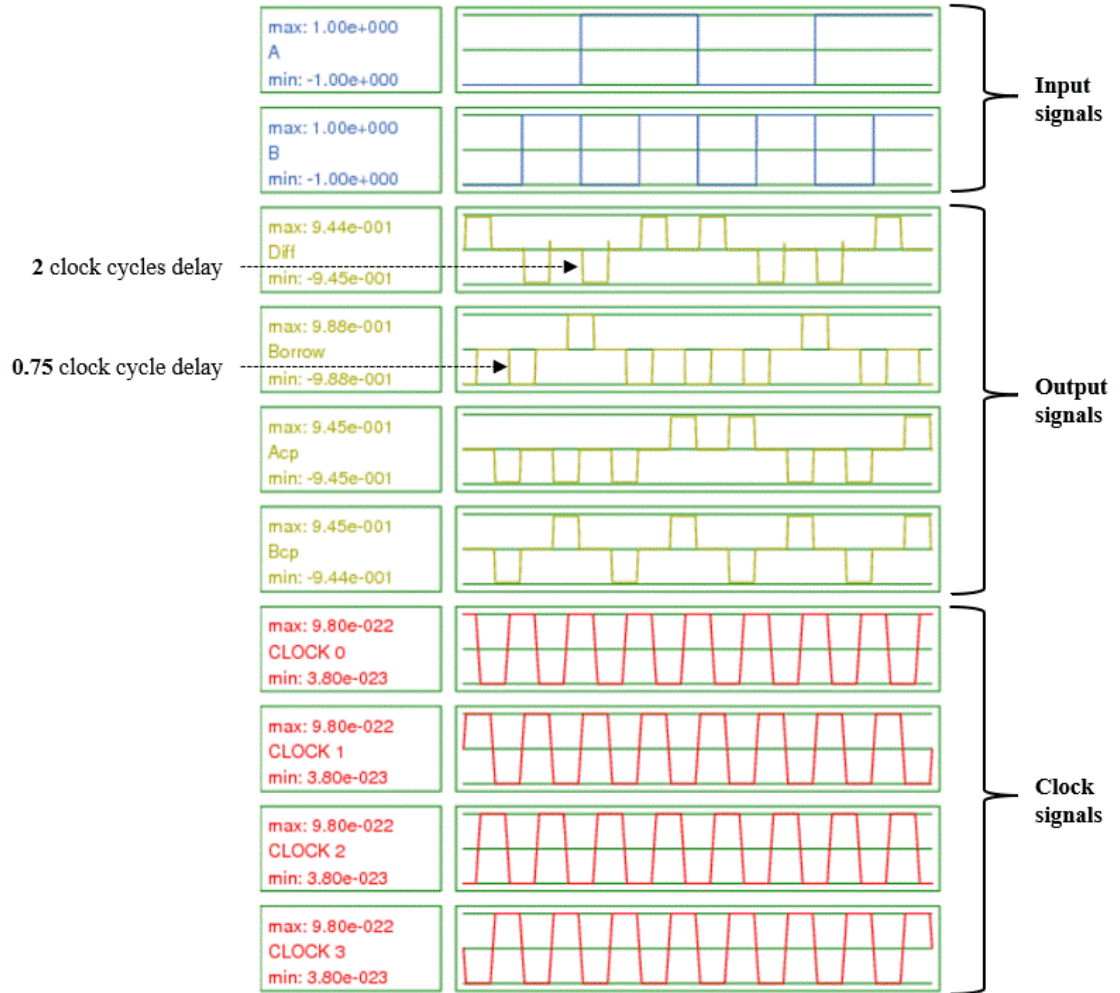 max: 1.00e+000
A
min: -1.00e+000
max: 1.00e+000
B
min: -1.00e+000
Input
signals
max: 9.44e-001
Diff
min: -9.45e-001
2 clock cycles delay
max: 9.88e-001
Borrow
min: -9.88e-001
0.75 clock cycle delay
max: 9.45e-001
Acp
min: -9.45e-001
max: 9.45e-001
Bcp
min: -9.44e-001
Output
signals
max: 9.80e-022
CLOCK 0
min: 3.80e-023
max: 9.80e-022
CLOCK 1
min: 3.80e-023
max: 9.80e-022
CLOCK 2
min: 3.80e-023
max: 9.80e-022
CLOCK 3
min: 3.80e-023
Clock
signals